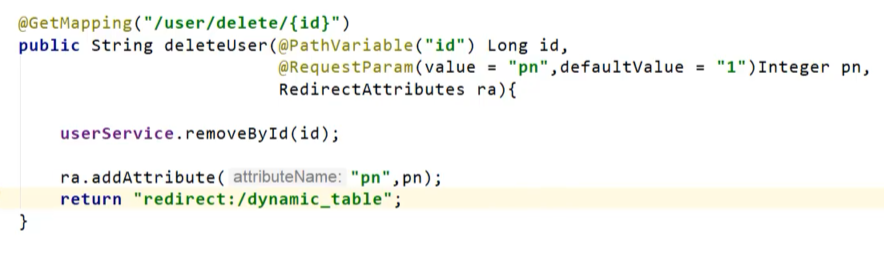 @GetMapping("/user/delete/{id}")
public String deleteUser(@PathVariable("id") Long id,
@RequestParam(value = "pn",defaultValue = "1")Integer pn,
RedirectAttributes ra){
userService.removeById(id);
ra.addAttribute( attributeName: "pn",pn);
return "redirect:/dynamic_table";
}